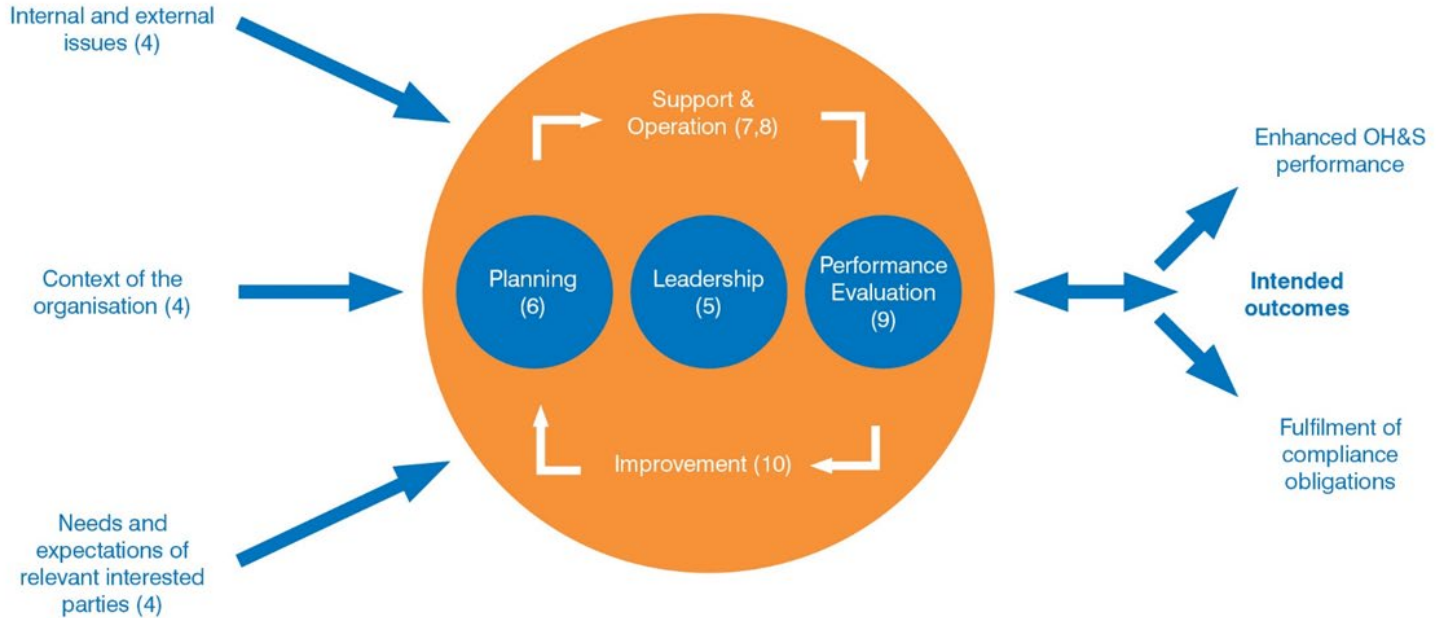 Internal and external
issues (4)
Context of the
organisation (4)
Needs and
expectations of
relevant interested
parties (4)
Support &
Operation (7,8)
Planning
(6)
Leadership
(5)
Performance
Evaluation
(9)
Improvement (10)
Enhanced OH&S
performance
Intended
outcomes
Fulfilment of
compliance
obligations